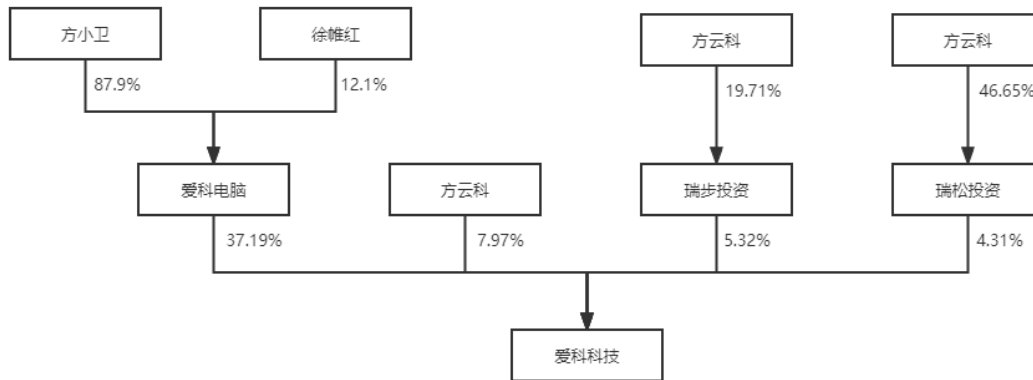 方小卫
徐帷红
方云科
方云科
87.9%
12.1%
19.71%
46.65%
爱科电脑
方云科
瑞步投资
瑞松投资
37.19%
7.97%
5.32%
4.31%
爱科科技